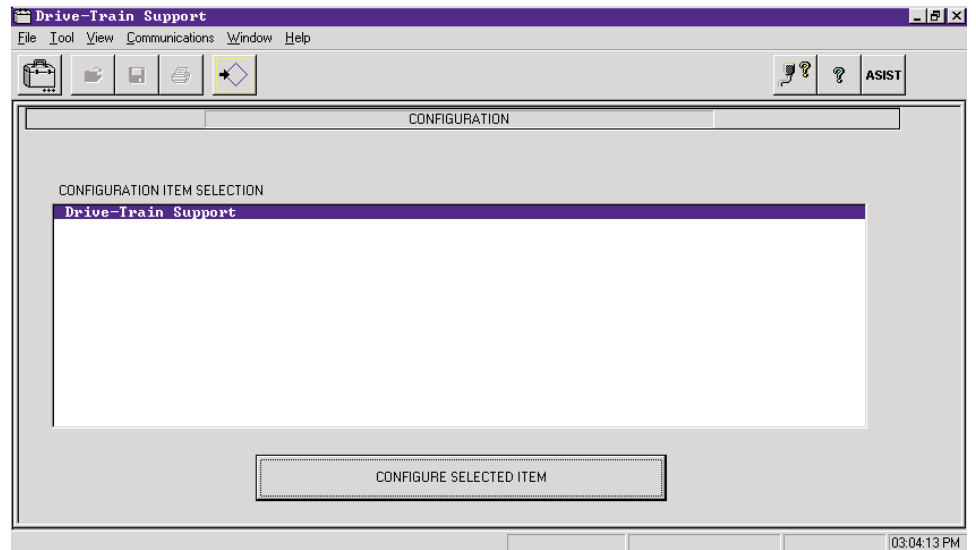 Drive-Train Support
File Tool View Communications Window Help
? ? ASIST
CONFIGURATION
CONFIGURATION ITEM SELECTION
Drive-Train Support
CONFIGURE SELECTED ITEM
03:04:13 PM